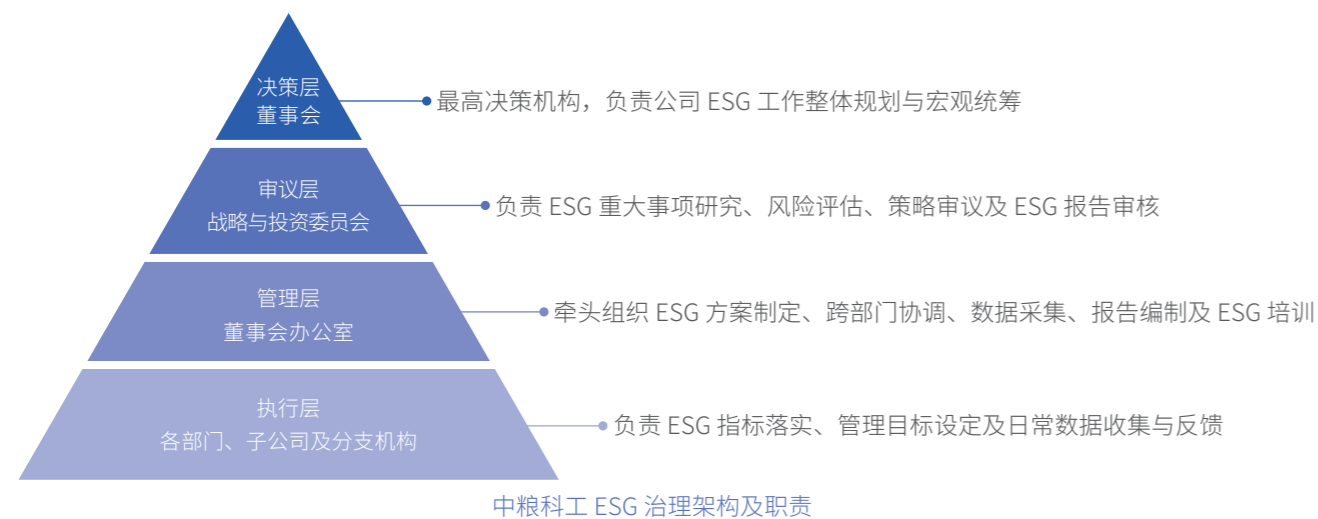 决策层
董事会
最高决策机构，负责公司 ESG 工作整体规划与宏观统筹
审议层
战略与投资委员会
负责 ESG 重大事项研究、风险评估、策略审议及 ESG 报告审核
管理层
董事会办公室
牵头组织 ESG 方案制定、跨部门协调、数据采集、报告编制及 ESG 培训
执行层
各部门、子公司及分支机构
负责 ESG 指标落实、管理目标设定及日常数据收集与反馈
中粮科工 ESG 治理架构及职责